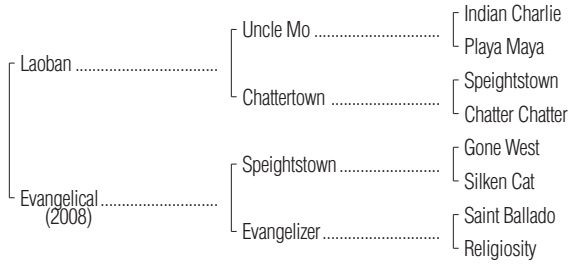 Indian Charlie
Uncle Mo ..............................
Playa Maya
Laoban ..................................
Speightstown
Chattertown ..........................
Chatter Chatter
Gone West
Speightstown ........................
Silken Cat
Evangelical ............................
(2008)
Saint Ballado
Evangelizer ............................
Religiosity